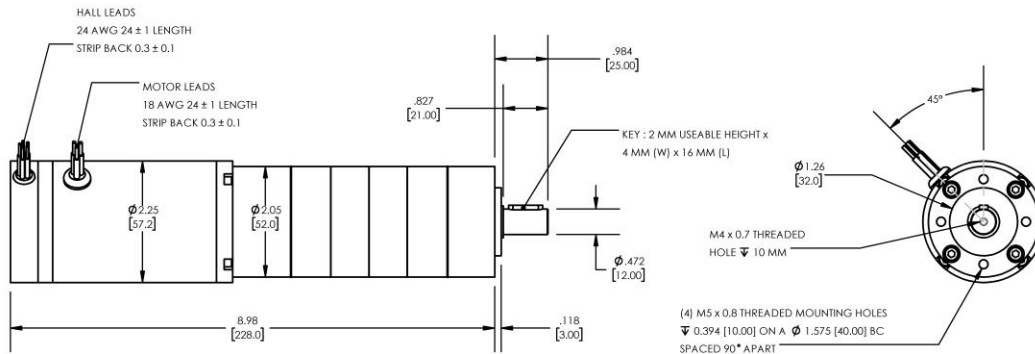 HALL LEADS
24 AWG 24 ± 1 LENGTH
STRIP BACK 0.3 ± 0.1
MOTOR LEADS
18 AWG 24 ± 1 LENGTH
STRIP BACK 0.3 ± 0.1
.984
[25.00]
.827
[21.00]
KEY : 2 MM USEABLE HEIGHT x
4 MM (W) x 16 MM (L)
45°
Ø 1.26
[32.0]
Ø 2.25
[57.2]
Ø 2.05
[52.0]
M4 x 0.7 THREADED
HOLE ↧ 10 MM
Ø .472
[12.00]
8.98
[228.0]
.118
[3.00]
(4) M5 x 0.8 THREADED MOUNTING HOLES
↧ 0.394 [10.00] ON A Ø 1.575 [40.00] BC
SPACED 90° APART